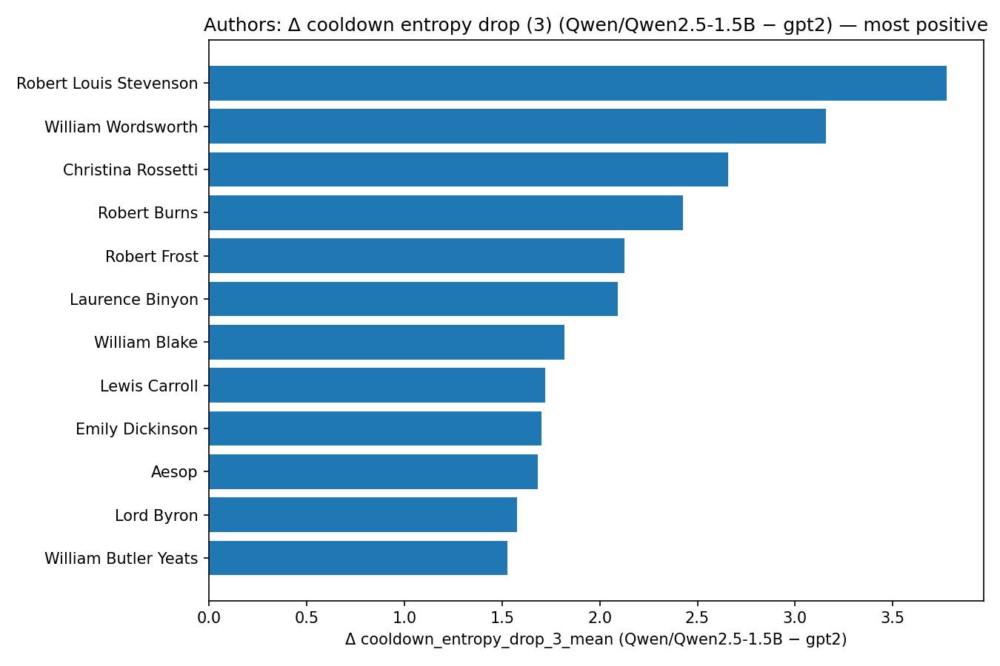 Authors: Δ cooldown entropy drop (3) (Qwen/Qwen2.5-1.5B − gpt2) — most positive
Robert Louis Stevenson
William Wordsworth
Christina Rossetti
Robert Burns
Robert Frost
Laurence Binyon
William Blake
Lewis Carroll
Emily Dickinson
Aesop
Lord Byron
William Butler Yeats
0.0 0.5 1.0 1.5 2.0 2.5 3.0 3.5
Δ cooldown_entropy_drop_3_mean (Qwen/Qwen2.5-1.5B − gpt2)